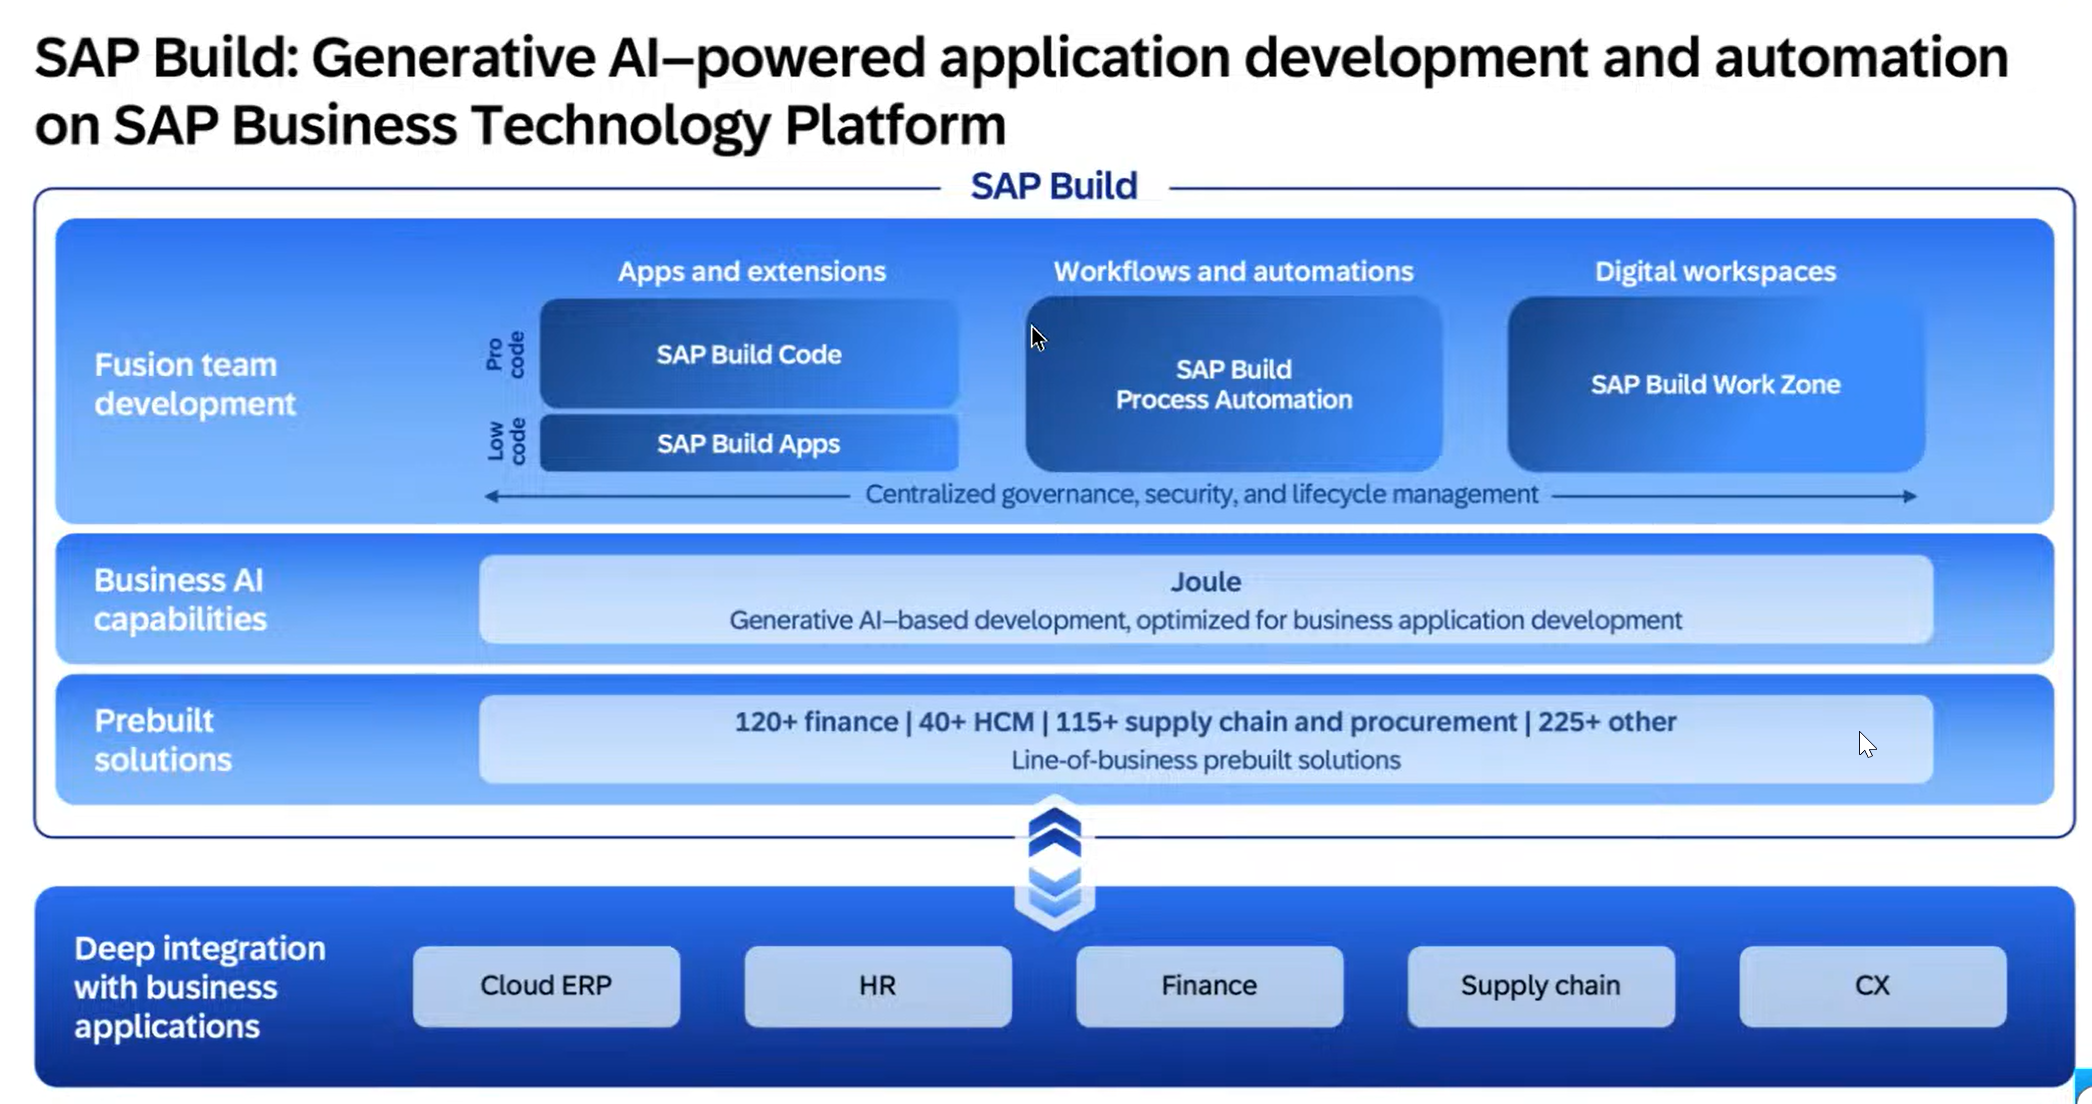 SAP Build: Generative AI–powered application development and automation
on SAP Business Technology Platform
SAP Build
Fusion team
development
Apps and extensions
Pro
code
SAP Build Code
Low
code
SAP Build Apps
Workflows and automations
SAP Build
Process Automation
Digital workspaces
SAP Build Work Zone
Centralized governance, security, and lifecycle management
Business AI
capabilities
Joule
Generative AI–based development, optimized for business application development
Prebuilt
solutions
120+ finance | 40+ HCM | 115+ supply chain and procurement | 225+ other
Line-of-business prebuilt solutions
Deep integration
with business
applications
Cloud ERP
HR
Finance
Supply chain
CX